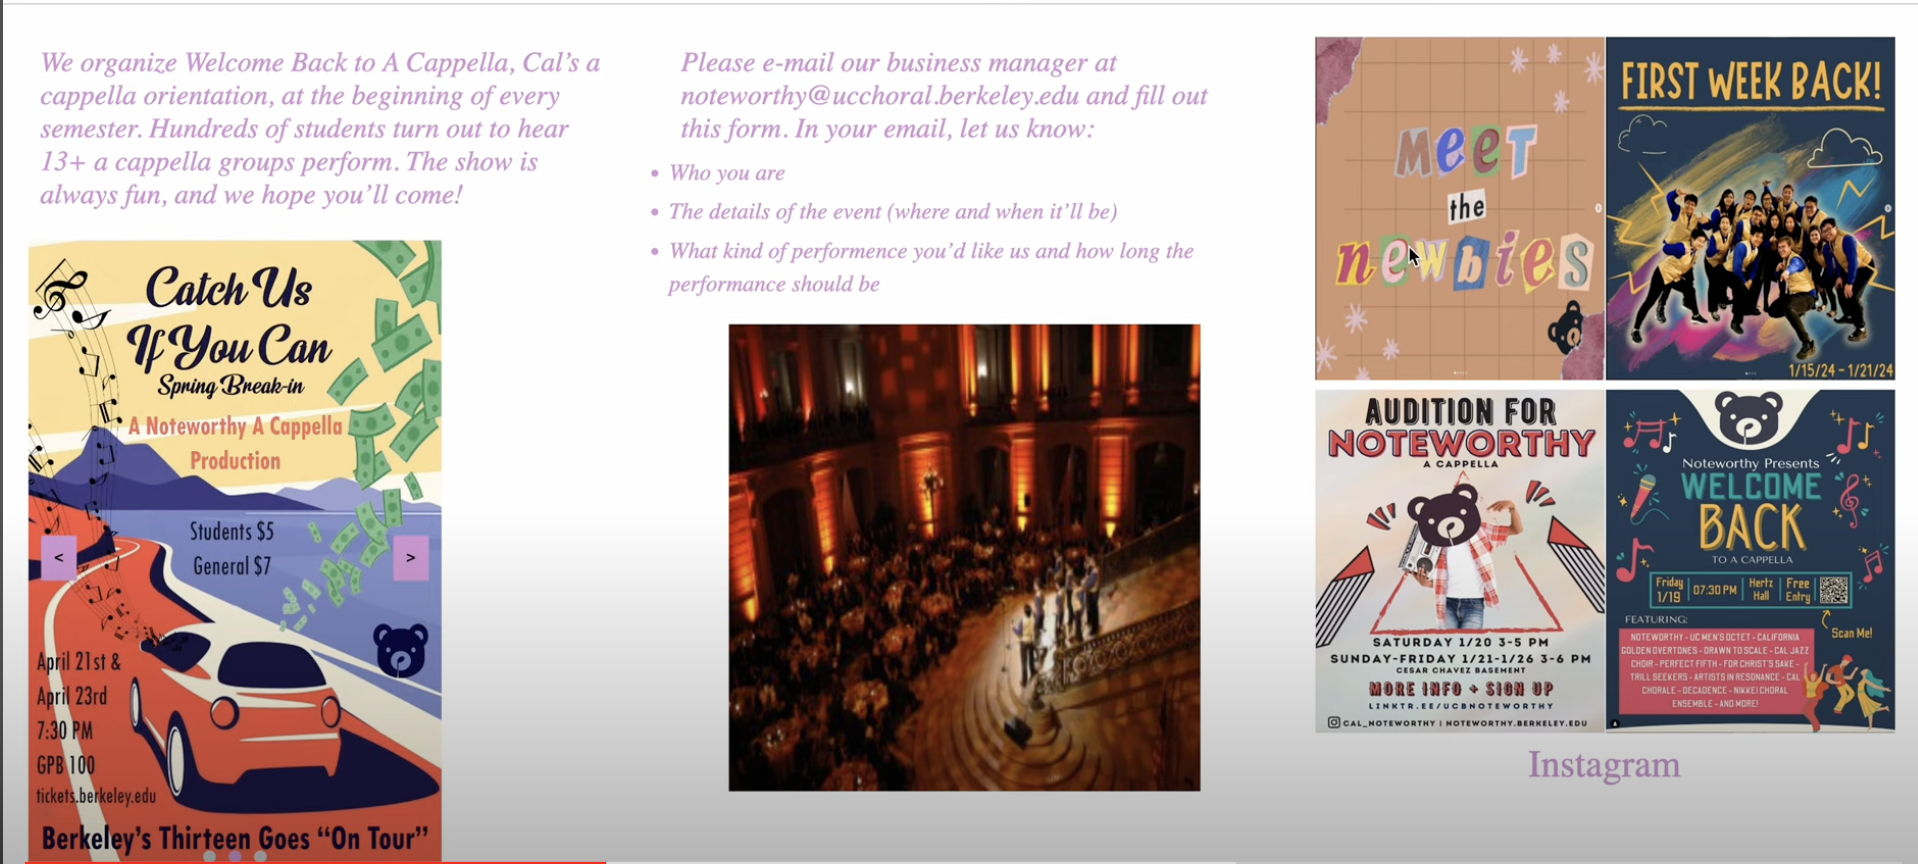 We organize Welcome Back to A Cappella, Cal's a
cappella orientation, at the beginning of every
semester. Hundreds of students turn out to hear
13+ a cappella groups perform. The show is
always fun, and we hope you'll come!
Catch Us
If You Can
Spring Break-in
A Noteworthy A Cappella
Production
Students $5
General $7
<
>
April 21st &
April 23rd
7:30 PM
GPB 100
tickets.berkeley.edu
Berkeley's Thirteen Goes "On Tour"
Please e-mail our business manager at
noteworthy@ucchoral.berkeley.edu and fill out
this form. In your email, let us know:
• Who you are
• The details of the event (where and when it'll be)
• What kind of performence you'd like us and how long the
performance should be
MEET
the
newbies
FIRST WEEK BACK!
1/15/24 - 1/21/24
AUDITION FOR
NOTEWORTHY
A CAPPELLA
SATURDAY 1/20 3-5 PM
SUNDAY-FRIDAY 1/21-1/26 3-6 PM
CESAR CHAVEZ BASEMENT
MORE INFO + SIGN UP
LINKTR.EE/UCBNOTEWORTHY
CAL_NOTEWORTHY | NOTEWORTHY.BERKELEY.EDU
Noteworthy Presents
WELCOME
BACK
TO A CAPPELLA
Friday 1/19 | 07:30 PM | Hertz Hall | Free Entry
Scan Me!
FEATURING:
NOTEWORTHY - UC MEN'S OCTET - CALIFORNIA
GOLDEN OVERTONES - DRAWN TO SCALE - CAL JAZZ
CHOIR - PERFECT FIFTH - FOR CHRIST'S SAKE -
TRILL SEEKERS - ARTISTS IN RESONANCE - CAL
CHORALE - DECADENCE - NIKKEI CHORAL
ENSEMBLE - AND MORE!
Instagram